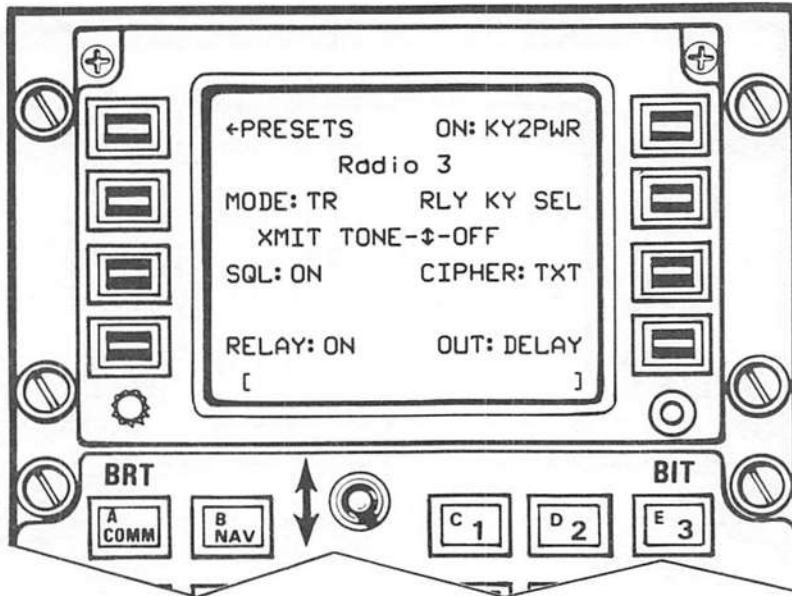 ←PRESETS ON: KY2PWR
Radio 3
MODE: TR RLY KY SEL
XMIT TONE-↕-OFF
SQL: ON CIPHER: TXT
RELAY: ON OUT: DELAY
[ ]
BRT BIT
A COMM B NAV C 1 D 2 E 3